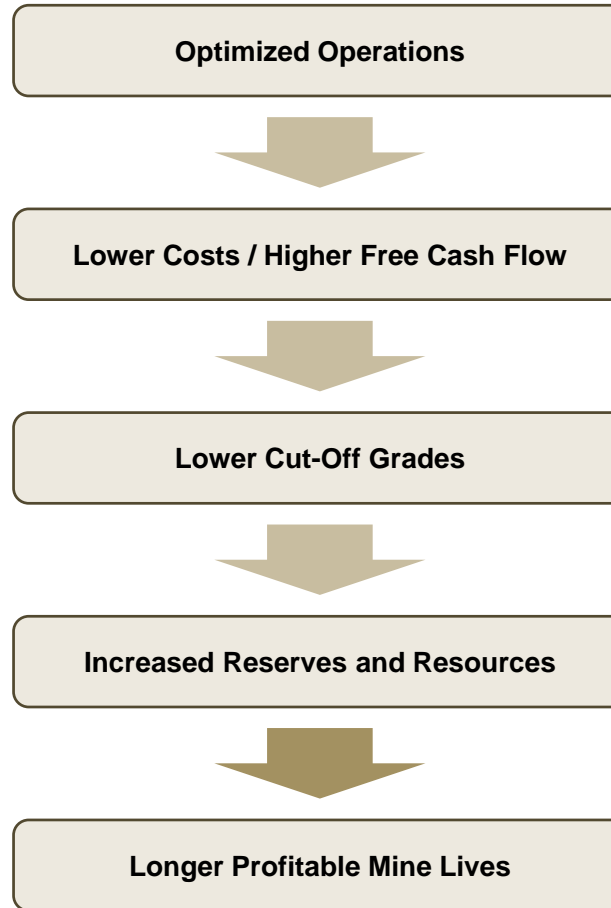 Optimized Operations
Lower Costs / Higher Free Cash Flow
Lower Cut-Off Grades
Increased Reserves and Resources
Longer Profitable Mine Lives